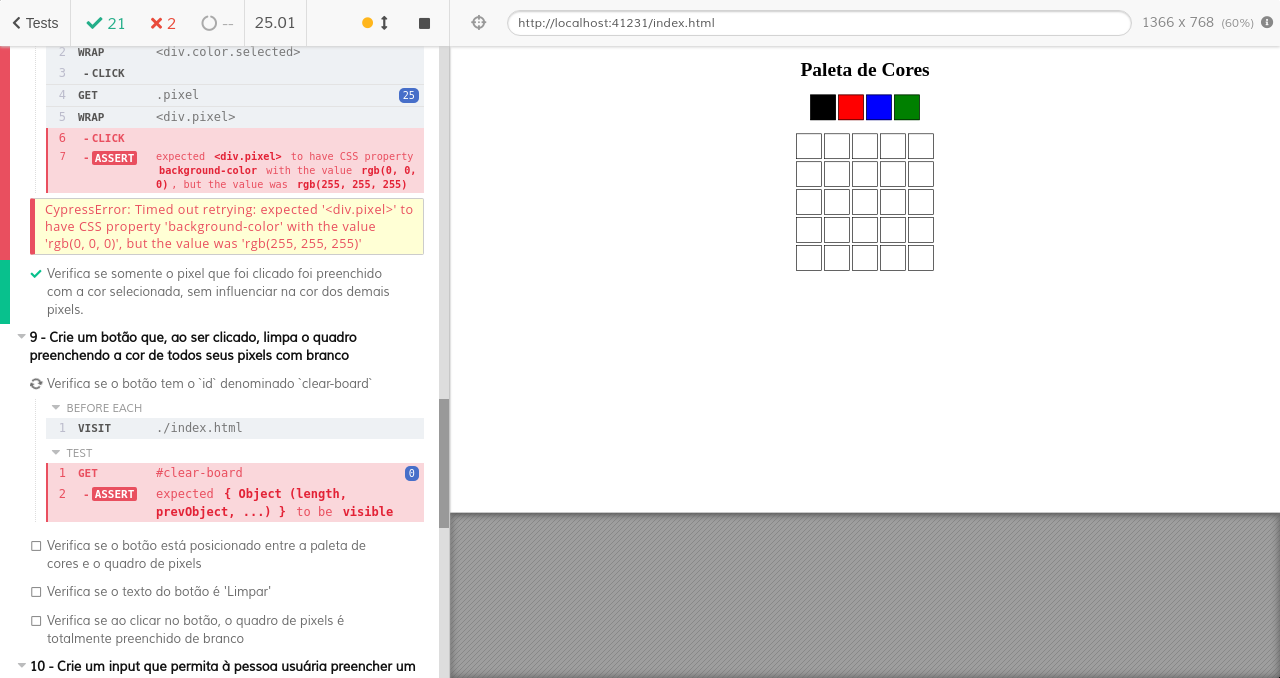 Tests
21
2
--
25.01
http://localhost:41231/index.html
1366 x 768 (60%)
2 WRAP <div.color.selected>
3 - CLICK
4 GET .pixel 25
5 WRAP <div.pixel>
6 - CLICK
7 - ASSERT expected <div.pixel> to have CSS property
background-color with the value rgb(0, 0,
0) , but the value was rgb(255, 255, 255)
CypressError: Timed out retrying: expected '<div.pixel>' to
have CSS property 'background-color' with the value
'rgb(0, 0, 0)', but the value was 'rgb(255, 255, 255)'
Verifica se somente o pixel que foi clicado foi preenchido
com a cor selecionada, sem influenciar na cor dos demais
pixels.
9 - Crie um botão que, ao ser clicado, limpa o quadro
preenchendo a cor de todos seus pixels com branco
Verifica se o botão tem o `id` denominado `clear-board`
BEFORE EACH
1 VISIT ./index.html
TEST
1 GET #clear-board 0
2 - ASSERT expected { Object (length,
prevObject, ...) } to be visible
Verifica se o botão está posicionado entre a paleta de
cores e o quadro de pixels
Verifica se o texto do botão é 'Limpar'
Verifica se ao clicar no botão, o quadro de pixels é
totalmente preenchido de branco
10 - Crie um input que permita à pessoa usuária preencher um
Paleta de Cores